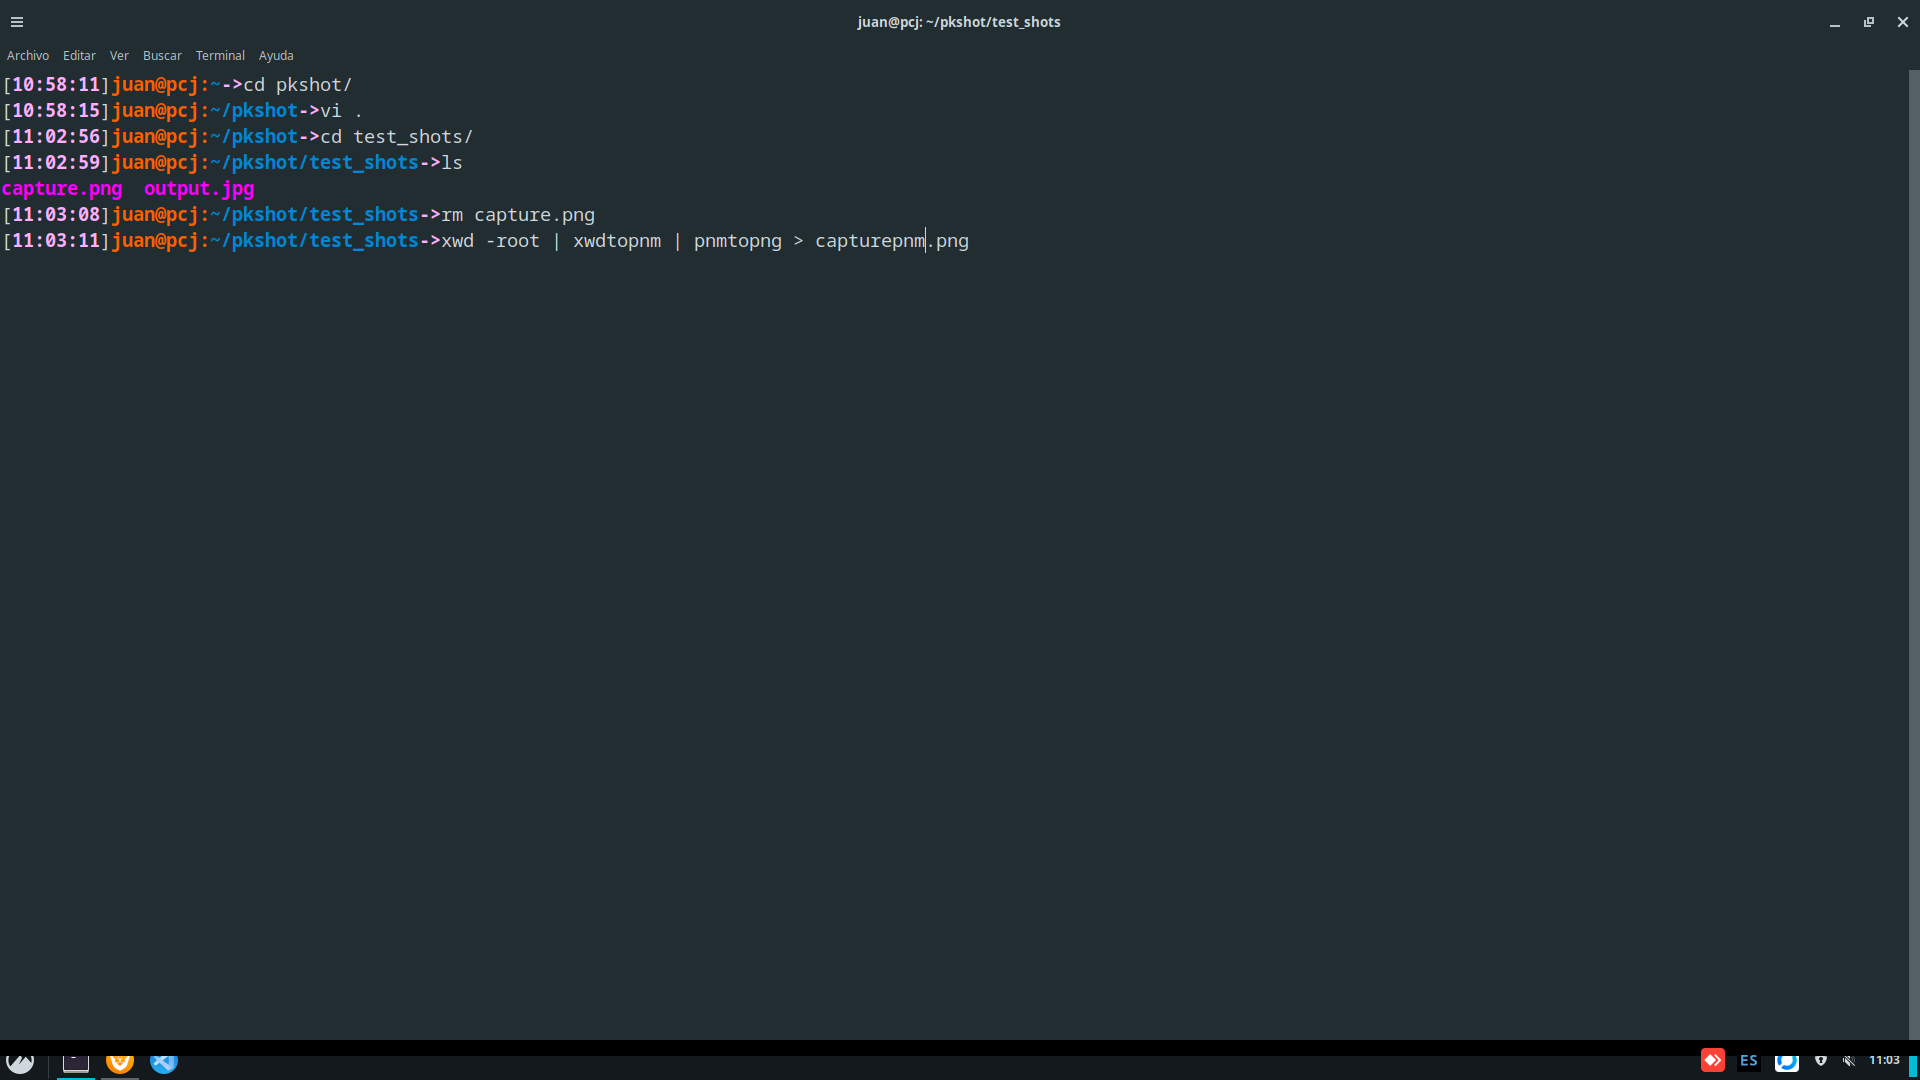 juan@pcj: ~/pkshot/test_shots
Archivo Editar Ver Buscar Terminal Ayuda
[10:58:11]juan@pcj:~->cd pkshot/
[10:58:15]juan@pcj:~/pkshot->vi .
[11:02:56]juan@pcj:~/pkshot->cd test_shots/
[11:02:59]juan@pcj:~/pkshot/test_shots->ls
capture.png  output.jpg
[11:03:08]juan@pcj:~/pkshot/test_shots->rm capture.png
[11:03:11]juan@pcj:~/pkshot/test_shots->xwd -root | xwdtopnm | pnmtopng > capturepnm.png
ES 11:03